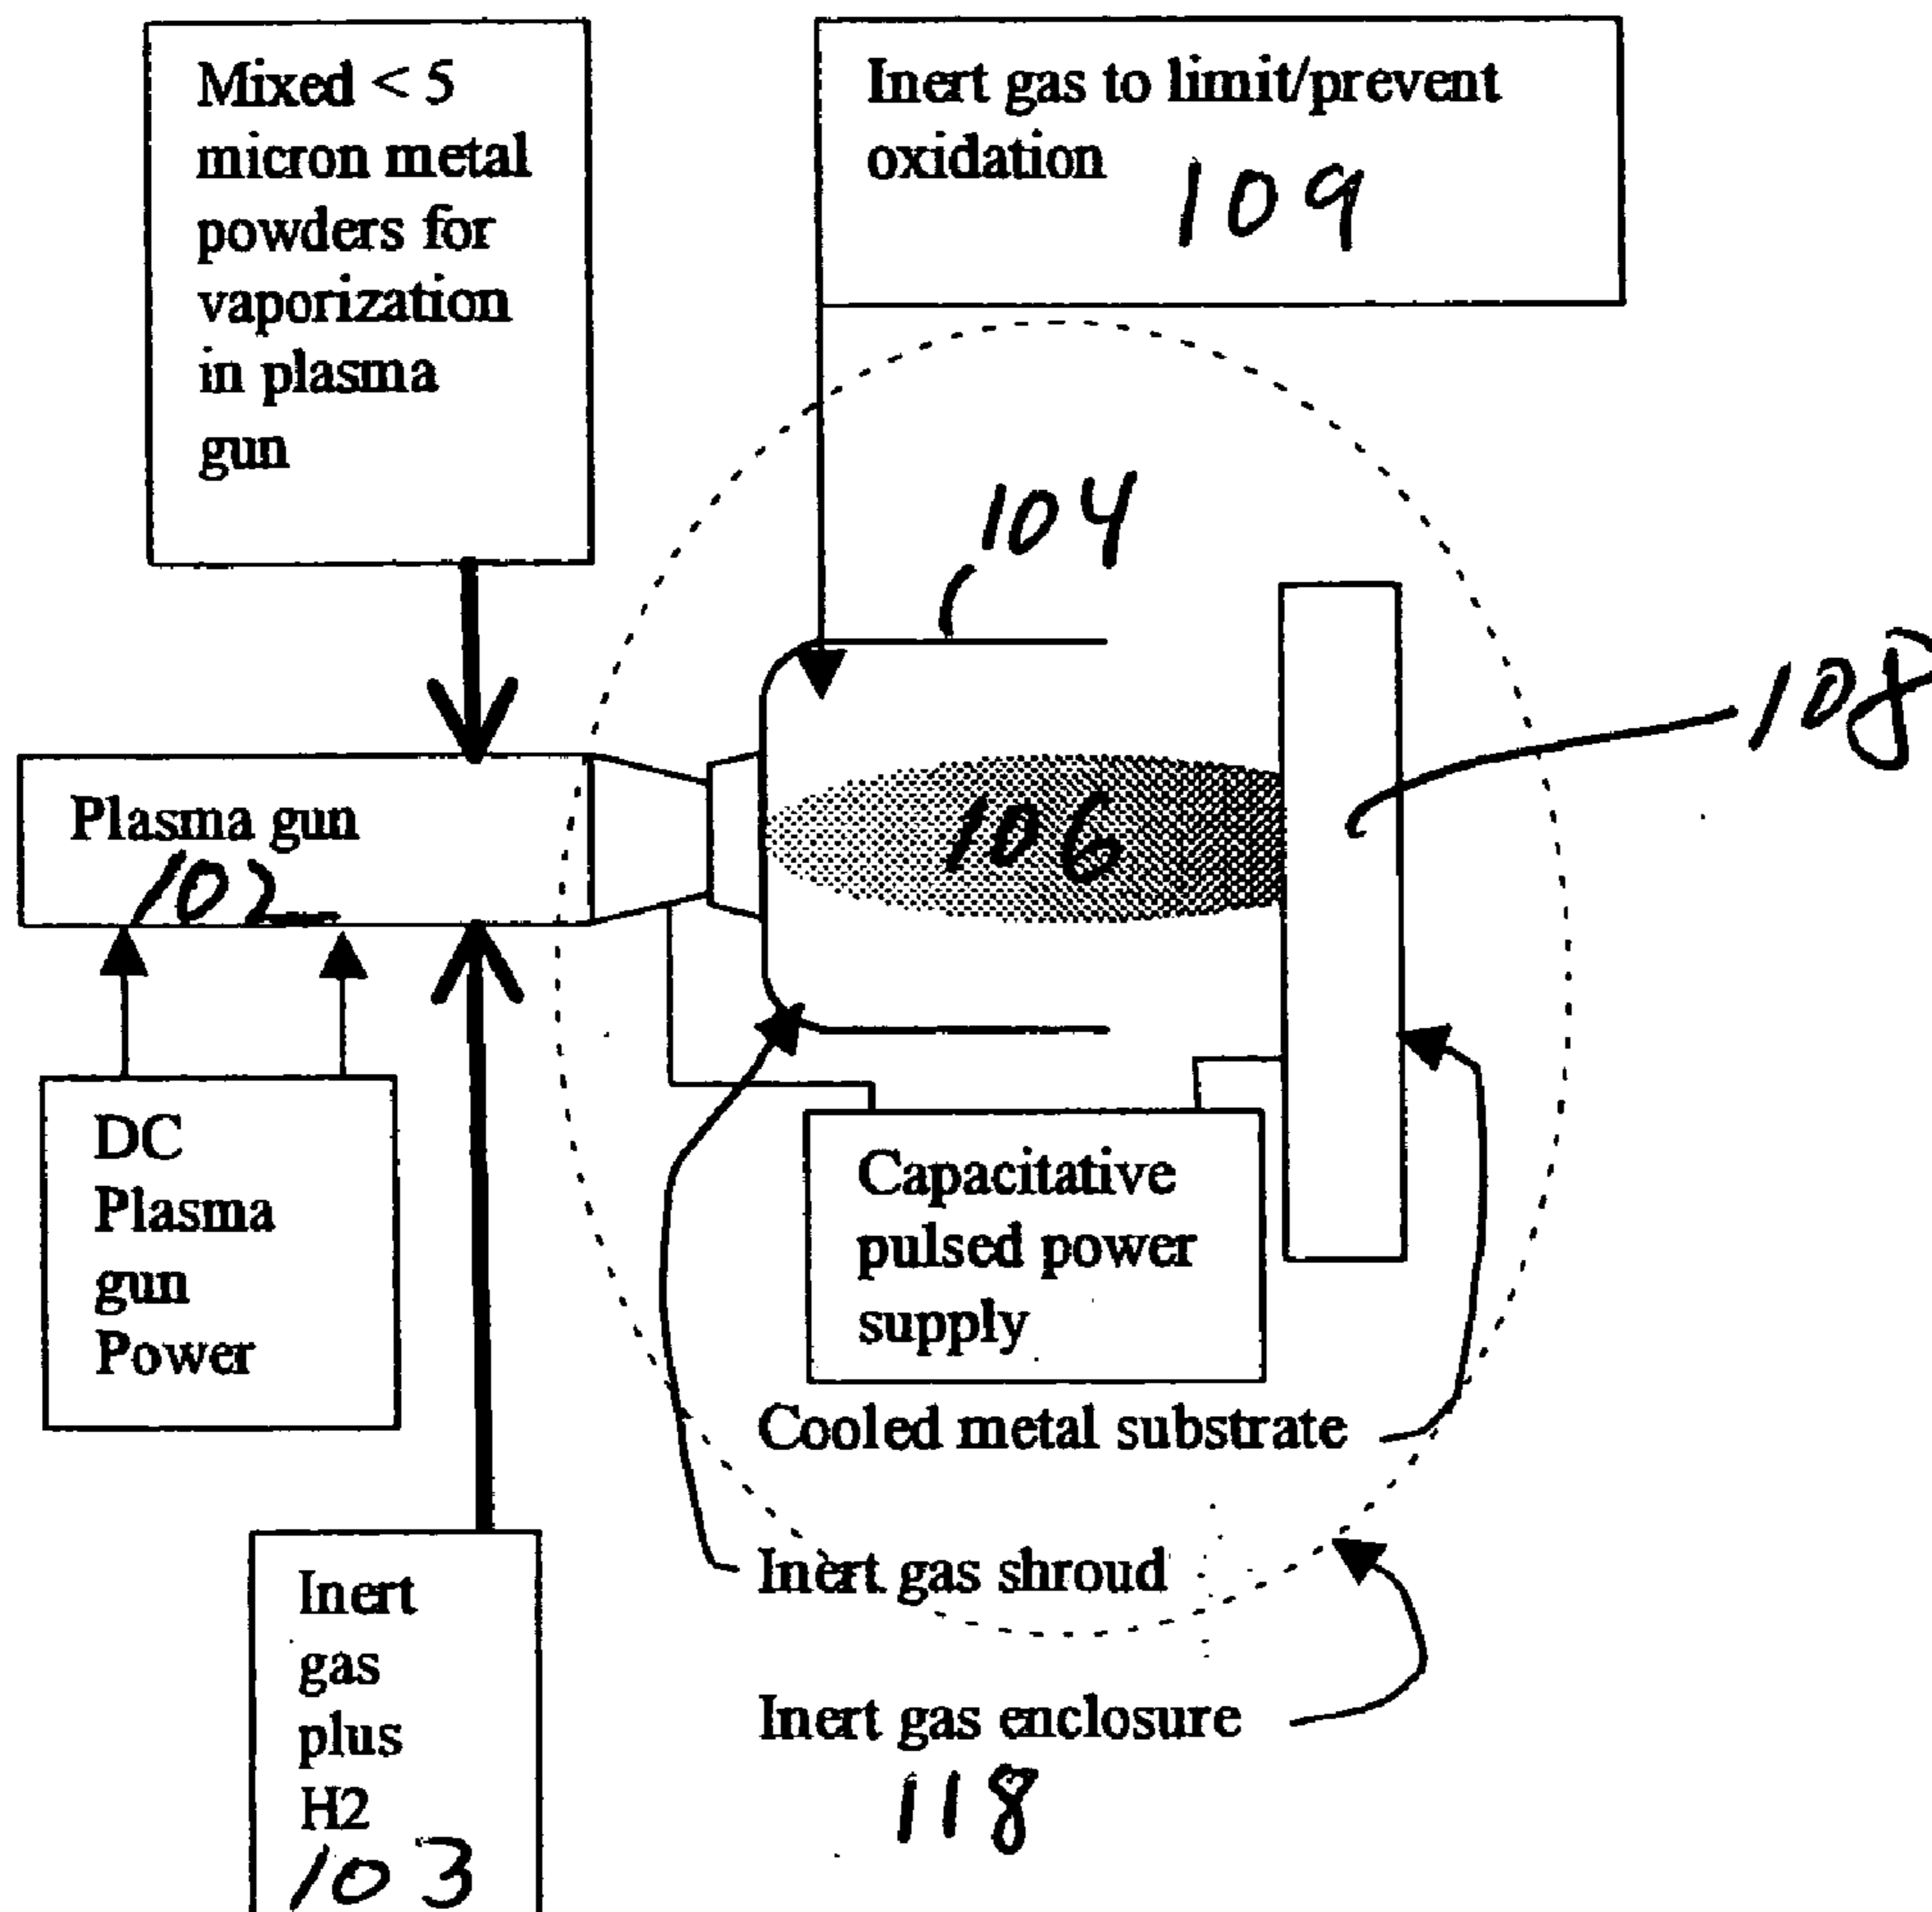 Mixed < 5
micron metal
powders for
vaporization
in plasma
gun
Inert gas to limit/prevent
oxidation
109
104
108
Plasma gun
102
106
DC
Plasma
gun
Power
Capacitative
pulsed power
supply
Cooled metal substrate
Inert gas shroud
Inert gas enclosure
118
Inert
gas
plus
H2
103